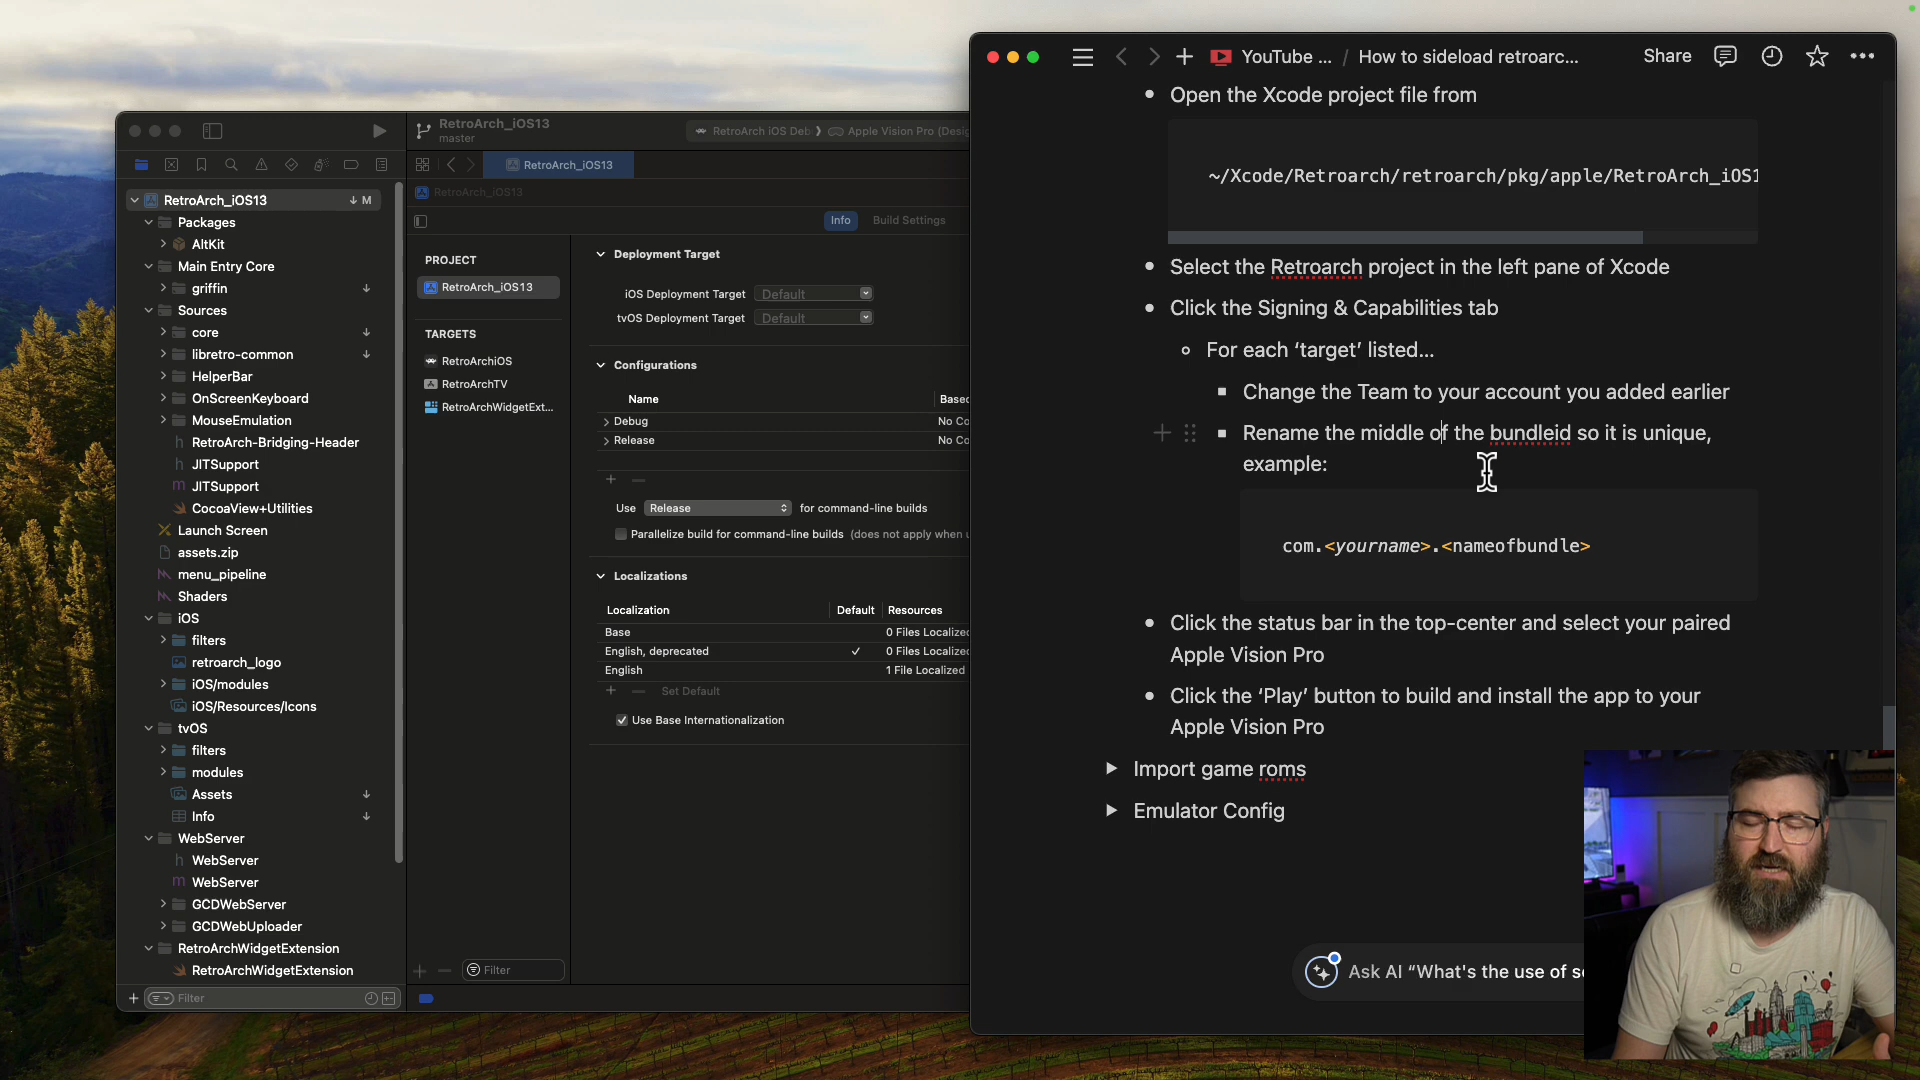 RetroArch_iOS13
master
RetroArch iOS Deb
Apple Vision Pro (Desig
RetroArch_iOS13
RetroArch_iOS13
RetroArch_iOS13
M
Packages
AltKit
Main Entry Core
griffin
Sources
core
libretro-common
HelperBar
OnScreenKeyboard
MouseEmulation
RetroArch-Bridging-Header
JITSupport
JITSupport
CocoaView+Utilities
Launch Screen
assets.zip
menu_pipeline
Shaders
iOS
filters
retroarch_logo
iOS/modules
iOS/Resources/Icons
tvOS
filters
modules
Assets
Info
WebServer
WebServer
WebServer
GCDWebServer
GCDWebUploader
RetroArchWidgetExtension
RetroArchWidgetExtension
Filter
PROJECT
RetroArch_iOS13
TARGETS
RetroArchiOS
RetroArchTV
RetroArchWidgetExt...
Filter
Info
Build Settings
Deployment Target
iOS Deployment Target
Default
tvOS Deployment Target
Default
Configurations
Name
Based
Debug
No Co
Release
No Co
Use
Release
for command-line builds
Parallelize build for command-line builds (does not apply when u
Localizations
Localization
Default
Resources
Base
0 Files Localized
English, deprecated
0 Files Localized
English
1 File Localized
Set Default
Use Base Internationalization
YouTube ... / How to sideload retroarc...
Share
Open the Xcode project file from
~/Xcode/Retroarch/retroarch/pkg/apple/RetroArch_iOS1
Select the Retroarch project in the left pane of Xcode
Click the Signing & Capabilities tab
For each ‘target’ listed...
Change the Team to your account you added earlier
Rename the middle of the bundleid so it is unique,
example:
com.<yourname>.<nameofbundle>
Click the status bar in the top-center and select your paired
Apple Vision Pro
Click the ‘Play’ button to build and install the app to your
Apple Vision Pro
Import game roms
Emulator Config
Ask AI “What's the use of s